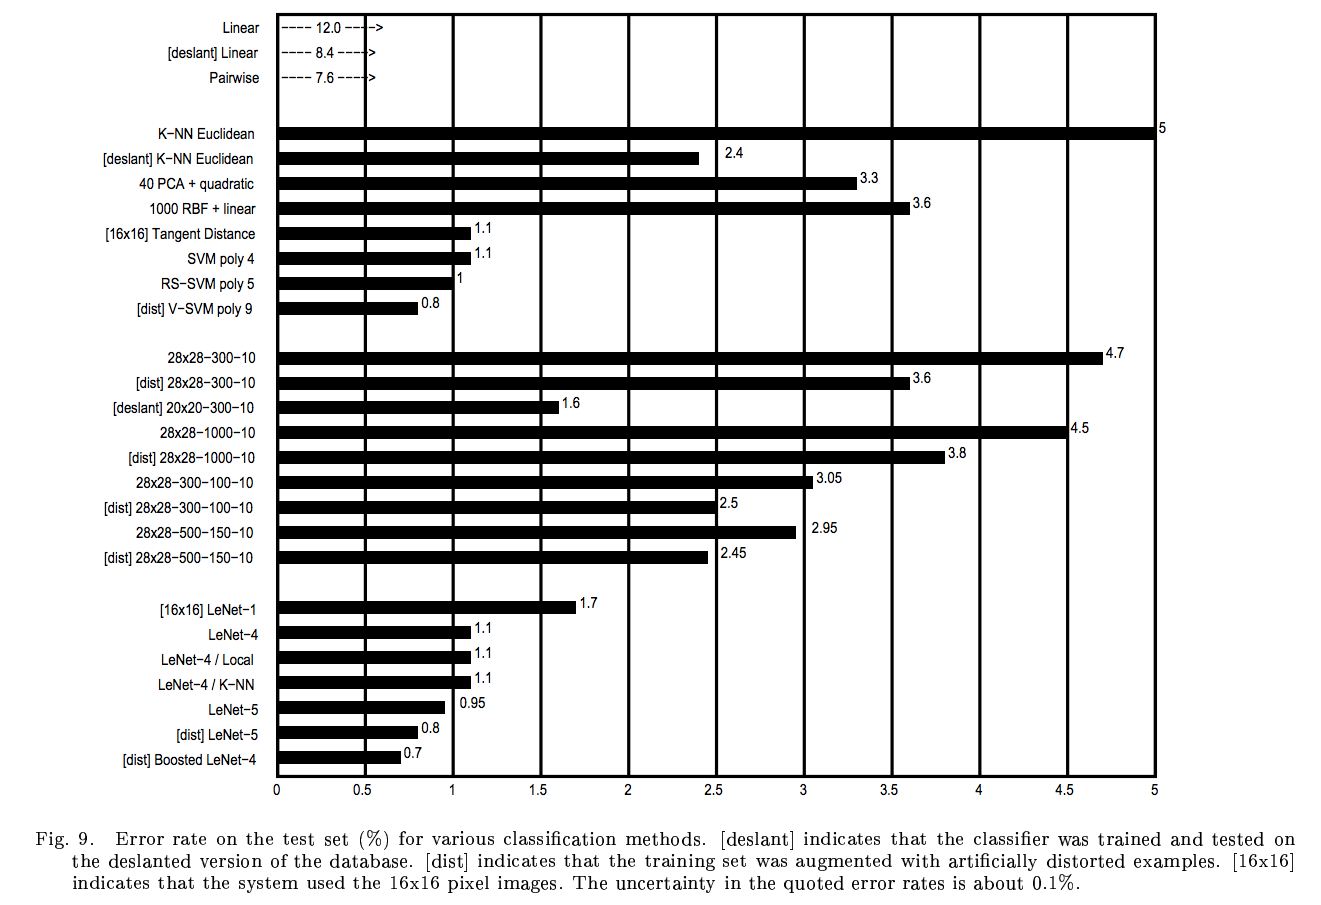 Linear ---- 12.0 ---->
[deslant] Linear ---- 8.4 ---->
Pairwise ---- 7.6 ---->
K−NN Euclidean 5
[deslant] K−NN Euclidean 2.4
40 PCA + quadratic 3.3
1000 RBF + linear 3.6
[16x16] Tangent Distance 1.1
SVM poly 4 1.1
RS−SVM poly 5 1
[dist] V−SVM poly 9 0.8
28x28−300−10 4.7
[dist] 28x28−300−10 3.6
[deslant] 20x20−300−10 1.6
28x28−1000−10 4.5
[dist] 28x28−1000−10 3.8
28x28−300−100−10 3.05
[dist] 28x28−300−100−10 2.5
28x28−500−150−10 2.95
[dist] 28x28−500−150−10 2.45
[16x16] LeNet−1 1.7
LeNet−4 1.1
LeNet−4 / Local 1.1
LeNet−4 / K−NN 1.1
LeNet−5 0.95
[dist] LeNet−5 0.8
[dist] Boosted LeNet−4 0.7
0 0.5 1 1.5 2 2.5 3 3.5 4 4.5 5
Fig. 9. Error rate on the test set (%) for various classification methods. [deslant] indicates that the classifier was trained and tested on
the deslanted version of the database. [dist] indicates that the training set was augmented with artificially distorted examples. [16x16]
indicates that the system used the 16x16 pixel images. The uncertainty in the quoted error rates is about 0.1%.